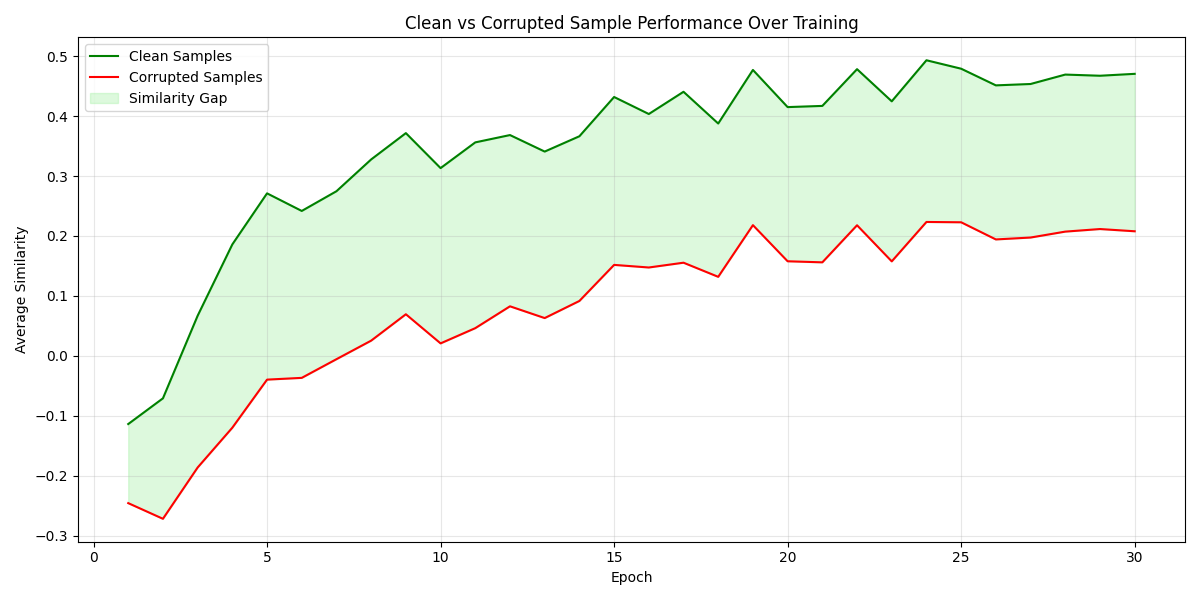 Clean vs Corrupted Sample Performance Over Training
Clean Samples
Corrupted Samples
Similarity Gap
Average Similarity
0.5
0.4
0.3
0.2
0.1
0.0
−0.1
−0.2
−0.3
0 5 10 15 20 25 30
Epoch